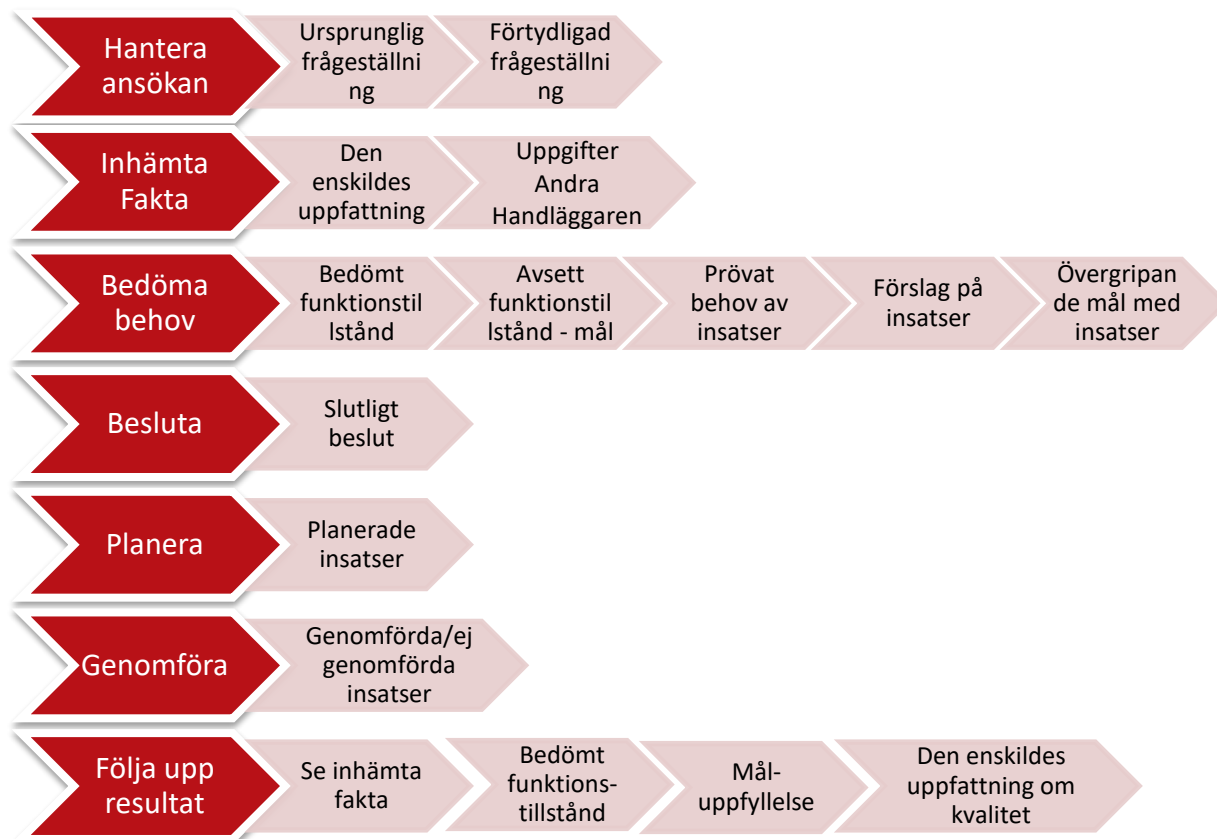 Hantera
ansökan
Ursprunglig
frågeställni
ng
Förtydligad
frågeställni
ng
Inhämta
Fakta
Den
enskildes
uppfattning
Uppgifter
Andra
Handläggaren
Bedöma
behov
Bedömt
funktionstil
lstånd
Avsett
funktionstil
lstånd - mål
Prövat
behov av
insatser
Förslag på
insatser
Övergripan
de mål med
insatser
Besluta
Slutligt
beslut
Planera
Planerade
insatser
Genomföra
Genomförda/ej
genomförda
insatser
Följa upp
resultat
Se inhämta
fakta
Bedömt
funktions-
tillstånd
Mål-
uppfyllelse
Den enskildes
uppfattning om
kvalitet